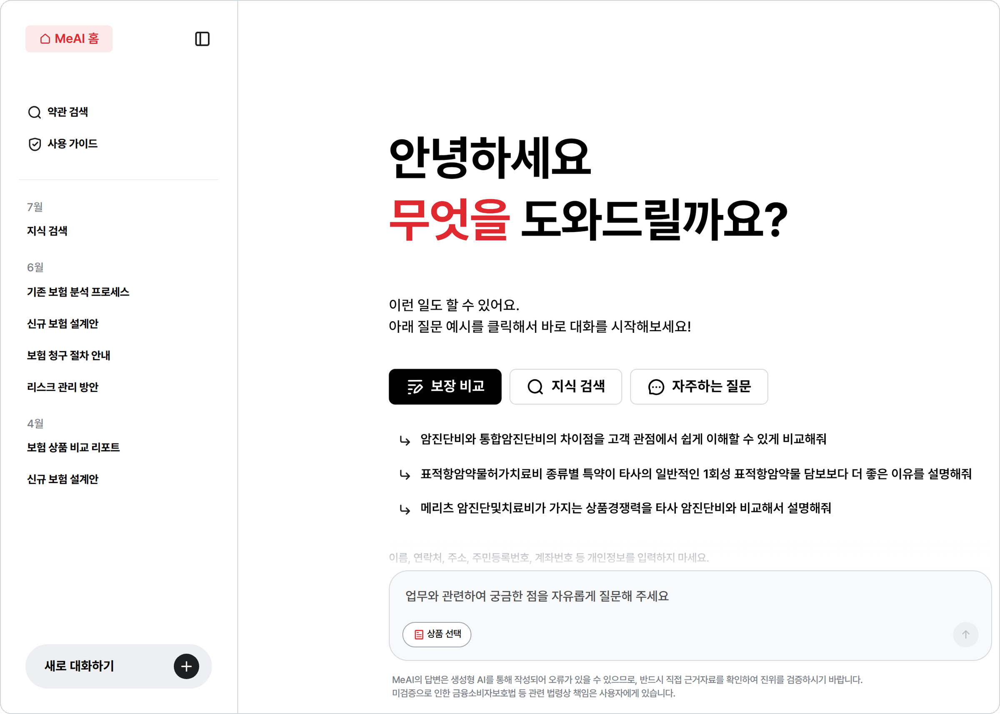 MeAI 홈
약관 검색
사용 가이드
7월
지식 검색
6월
기존 보험 분석 프로세스
신규 보험 설계안
보험 청구 절차 안내
리스크 관리 방안
4월
보험 상품 비교 리포트
신규 보험 설계안
새로 대화하기
안녕하세요
무엇을 도와드릴까요?
이런 일도 할 수 있어요.
아래 질문 예시를 클릭해서 바로 대화를 시작해보세요!
보장 비교
지식 검색
자주하는 질문
암진단비와 통합암진단비의 차이점을 고객 관점에서 쉽게 이해할 수 있게 비교해줘
표적항암약물허가치료비 종류별 특약이 타사의 일반적인 1회성 표적항암약물 담보보다 더 좋은 이유를 설명해줘
메리츠 암진단및치료비가 가지는 상품경쟁력을 타사 암진단비와 비교해서 설명해줘
이름, 연락처, 주소, 주민등록번호, 계좌번호 등 개인정보를 입력하지 마세요.
업무와 관련하여 궁금한 점을 자유롭게 질문해 주세요
상품 선택
MeAI의 답변은 생성형 AI를 통해 작성되어 오류가 있을 수 있으므로, 반드시 직접 근거자료를 확인하여 진위를 검증하시기 바랍니다.
미검증으로 인한 금융소비자보호법 등 관련 법령상 책임은 사용자에게 있습니다.